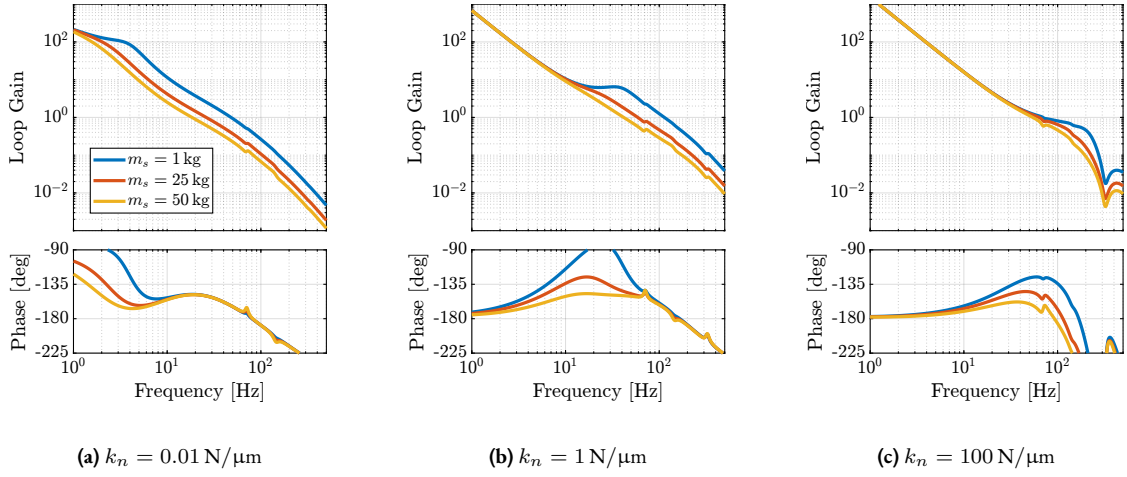 10^2
10^0
10^-2
Loop Gain
m_s = 1 kg
m_s = 25 kg
m_s = 50 kg
-90
-135
-180
-225
Phase [deg]
10^0 10^1 10^2
Frequency [Hz]
10^2
10^0
10^-2
Loop Gain
-90
-135
-180
-225
Phase [deg]
10^0 10^1 10^2
Frequency [Hz]
10^2
10^0
10^-2
Loop Gain
-90
-135
-180
-225
Phase [deg]
10^0 10^1 10^2
Frequency [Hz]
(a) k_n = 0.01 N/μm
(b) k_n = 1 N/μm
(c) k_n = 100 N/μm